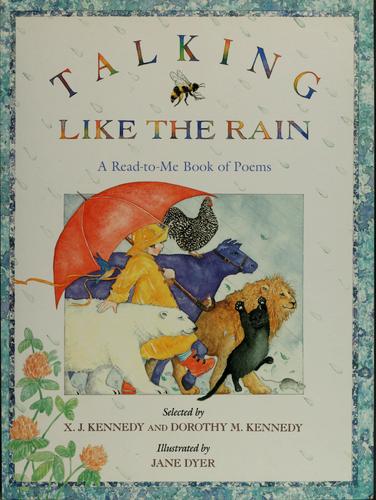 TALKING
LIKE THE RAIN
A Read-to-Me Book of Poems
Selected by
X. J. KENNEDY AND DOROTHY M. KENNEDY
Illustrated by
JANE DYER